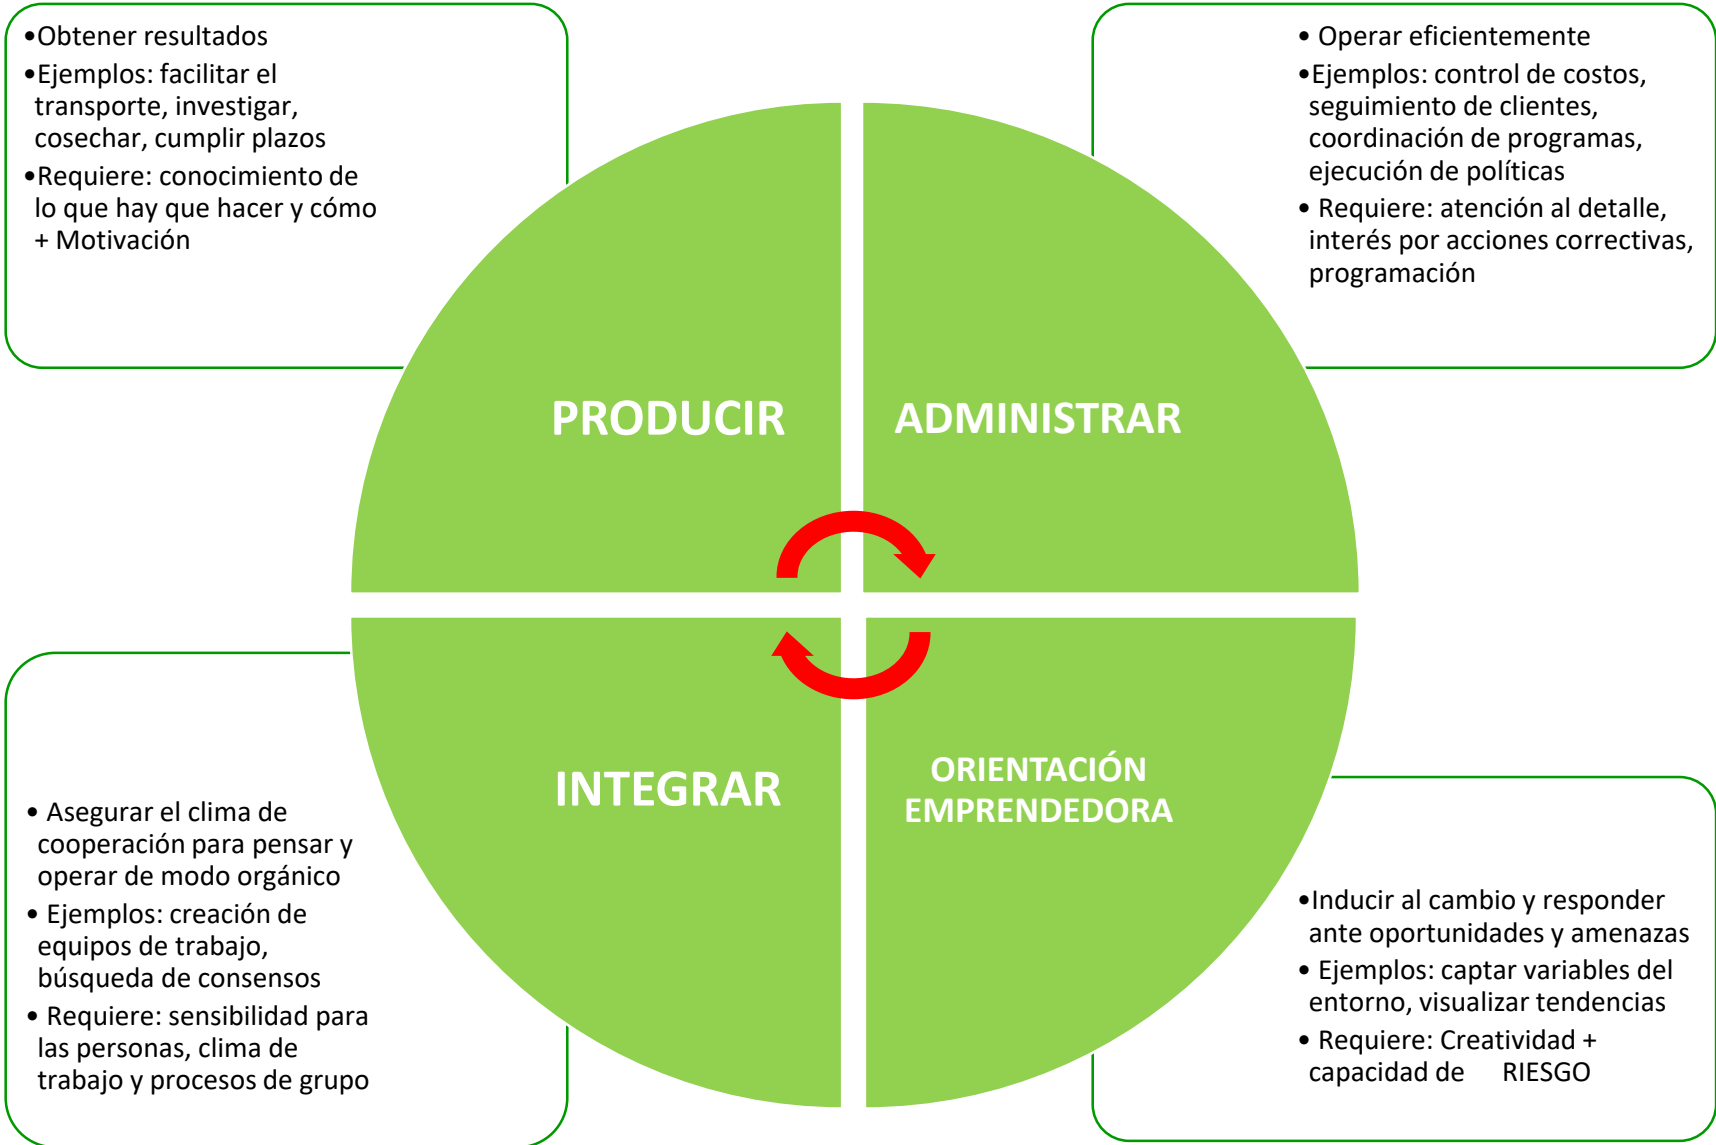 •Obtener resultados
•Ejemplos: facilitar el
transporte, investigar,
cosechar, cumplir plazos
•Requiere: conocimiento de
lo que hay que hacer y cómo
+ Motivación
• Operar eficientemente
•Ejemplos: control de costos,
seguimiento de clientes,
coordinación de programas,
ejecución de políticas
• Requiere: atención al detalle,
interés por acciones correctivas,
programación
PRODUCIR
ADMINISTRAR
INTEGRAR
ORIENTACIÓN
EMPRENDEDORA
• Asegurar el clima de
cooperación para pensar y
operar de modo orgánico
• Ejemplos: creación de
equipos de trabajo,
búsqueda de consensos
• Requiere: sensibilidad para
las personas, clima de
trabajo y procesos de grupo
•Inducir al cambio y responder
ante oportunidades y amenazas
• Ejemplos: captar variables del
entorno, visualizar tendencias
• Requiere: Creatividad +
capacidad de RIESGO